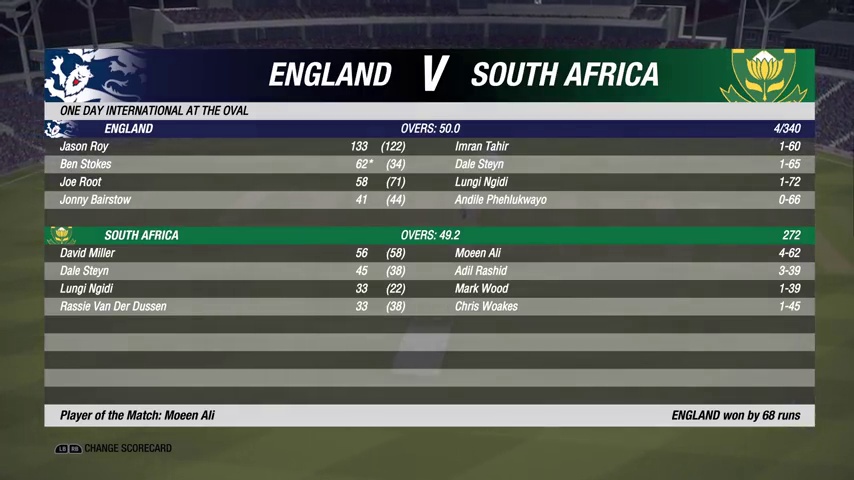 ENGLAND V SOUTH AFRICA
ONE DAY INTERNATIONAL AT THE OVAL
ENGLAND OVERS: 50.0 4/340
Jason Roy 133 (122) Imran Tahir 1-60
Ben Stokes 62* (34) Dale Steyn 1-65
Joe Root 58 (71) Lungi Ngidi 1-72
Jonny Bairstow 41 (44) Andile Phehlukwayo 0-66
SOUTH AFRICA OVERS: 49.2 272
David Miller 56 (58) Moeen Ali 4-62
Dale Steyn 45 (38) Adil Rashid 3-39
Lungi Ngidi 33 (22) Mark Wood 1-39
Rassie Van Der Dussen 33 (38) Chris Woakes 1-45
Player of the Match: Moeen Ali ENGLAND won by 68 runs
LB RB CHANGE SCORECARD